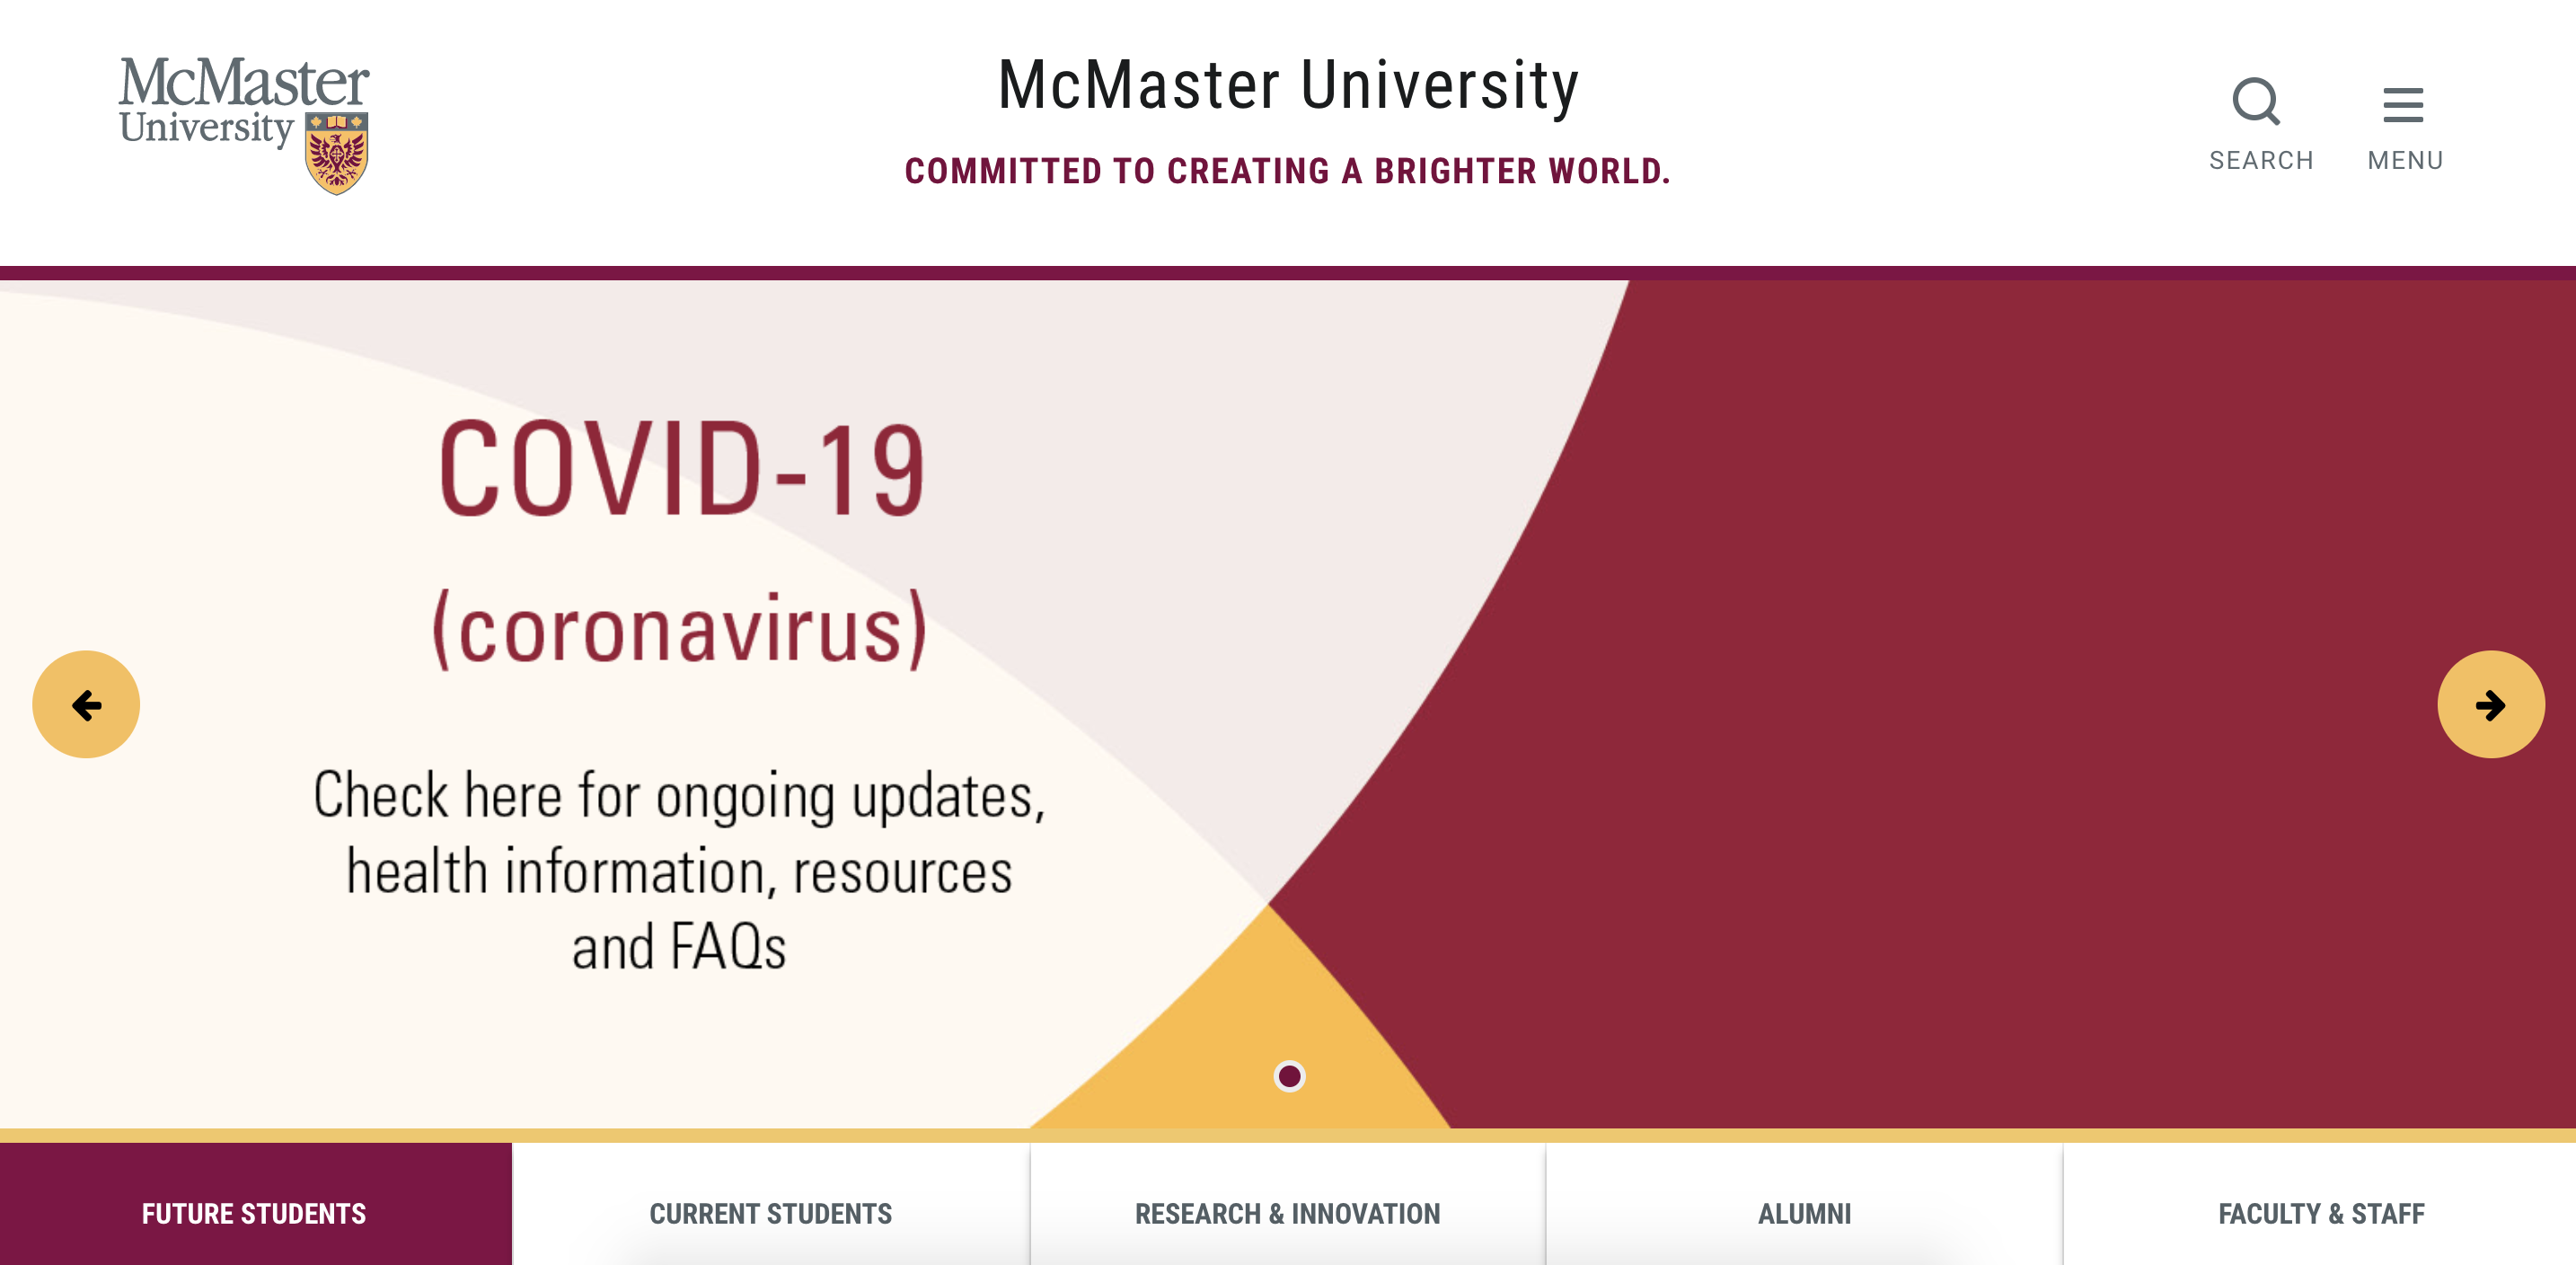 McMaster
University
McMaster University
COMMITTED TO CREATING A BRIGHTER WORLD.
SEARCH
MENU
COVID-19
(coronavirus)
Check here for ongoing updates,
health information, resources
and FAQs
FUTURE STUDENTS
CURRENT STUDENTS
RESEARCH & INNOVATION
ALUMNI
FACULTY & STAFF